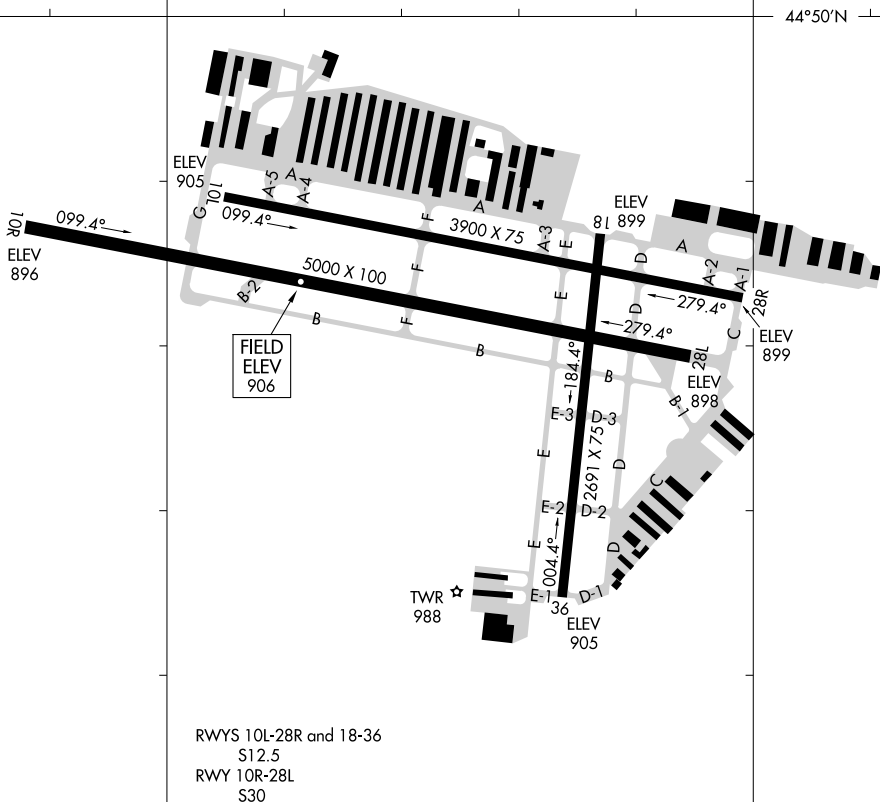 44°50'N
ELEV
905
A-5
A
A-4
10L
G
099.4°
099.4°
10R
ELEV
896
F
A
3900 X 75
A-3
E
18
ELEV
899
D
A
A-2
A-1
28R
F
5000 X 100
B-2
B
F
E
D
279.4°
279.4°
C
ELEV
899
FIELD
ELEV
906
B
184.4°
B
28L
ELEV
898
B-1
E-3
D-3
E
2691 X 75
D
C
E-2
D-2
E
004.4°
D
TWR
988
E-1
36
D-1
ELEV
905
RWYS 10L-28R and 18-36
S12.5
RWY 10R-28L
S30